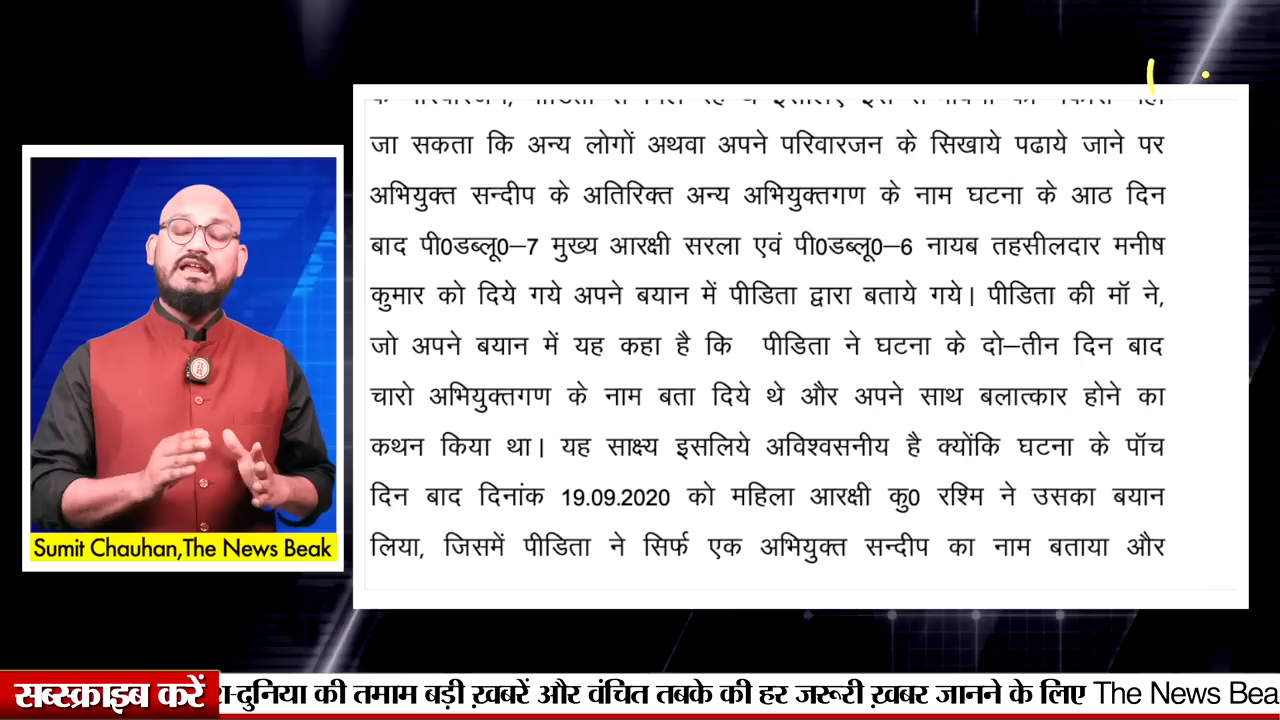 जा सकता कि अन्य लोगों अथवा अपने परिवारजन के सिखाये पढाये जाने पर
अभियुक्त सन्दीप के अतिरिक्त अन्य अभियुक्तगण के नाम घटना के आठ दिन
बाद पी0डब्लू0–7 मुख्य आरक्षी सरला एवं पी0डब्लू0–6 नायब तहसीलदार मनीष
कुमार को दिये गये अपने बयान में पीडिता द्वारा बताये गये। पीडिता की मॉ ने,
जो अपने बयान में यह कहा है कि पीडिता ने घटना के दो–तीन दिन बाद
चारो अभियुक्तगण के नाम बता दिये थे और अपने साथ बलात्कार होने का
कथन किया था। यह साक्ष्य इसलिये अविश्वसनीय है क्योंकि घटना के पॉच
दिन बाद दिनांक 19.09.2020 को महिला आरक्षी कु0 रश्मि ने उसका बयान
लिया, जिसमें पीडिता ने सिर्फ एक अभियुक्त सन्दीप का नाम बताया और
Sumit Chauhan,The News Beak
सब्स्क्राइब करें
-दुनिया की तमाम बड़ी ख़बरें और वंचित तबके की हर जरूरी ख़बर जानने के लिए The News Bea